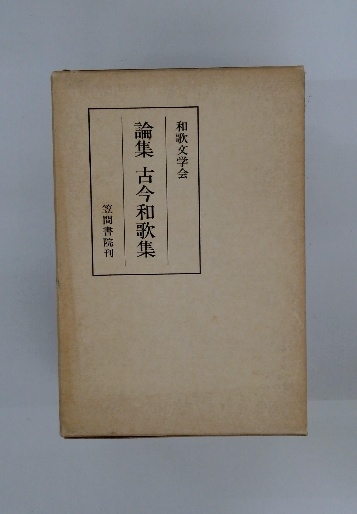 和歌文学会
論集 古今和歌集
笠間書院刊